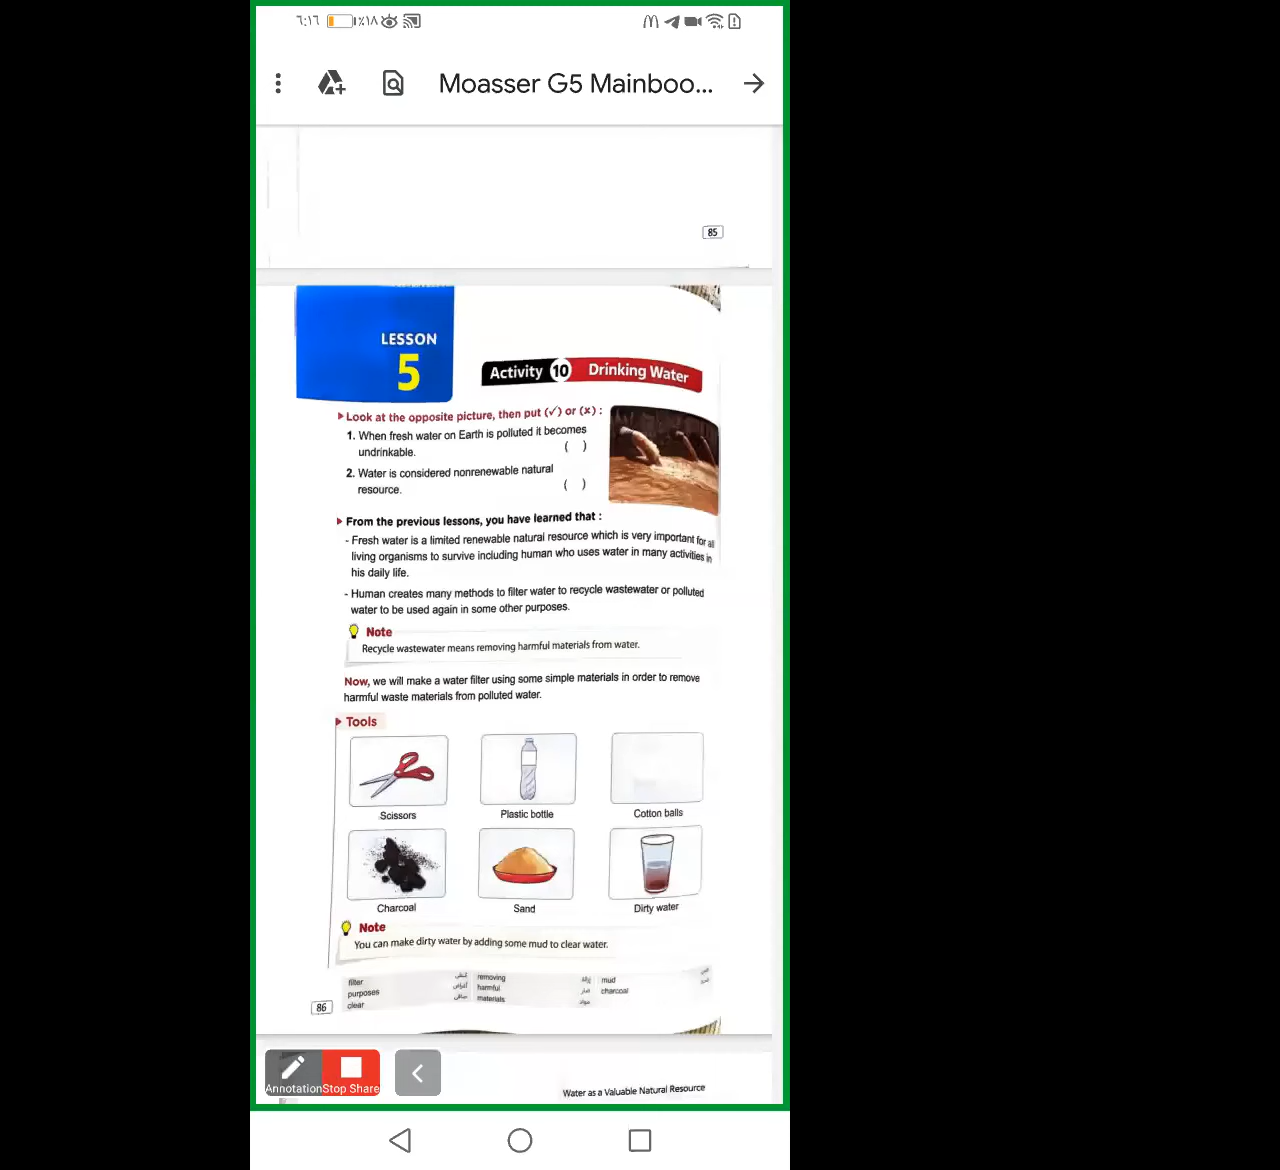 ٦:١٦
٪١٨
Moasser G5 Mainboo...
85
LESSON
5
Activity 10 Drinking Water
Look at the opposite picture, then put (✓) or (x) :
1. When fresh water on Earth is polluted it becomes
undrinkable. ( )
2. Water is considered nonrenewable natural
resource. ( )
From the previous lessons, you have learned that :
- Fresh water is a limited renewable natural resource which is very important for all
living organisms to survive including human who uses water in many activities in
his daily life.
- Human creates many methods to filter water to recycle wastewater or polluted
water to be used again in some other purposes.
Note
Recycle wastewater means removing harmful materials from water.
Now, we will make a water filter using some simple materials in order to remove
harmful waste materials from polluted water.
Tools
Scissors
Plastic bottle
Cotton balls
Charcoal
Sand
Dirty water
Note
You can make dirty water by adding some mud to clear water.
filter
purposes
clear
أغراض
صافي
removing
harmful
materials
إزالة
ضار
مواد
mud
charcoal
86
Annotation
Stop Share
Water as a Valuable Natural Resource